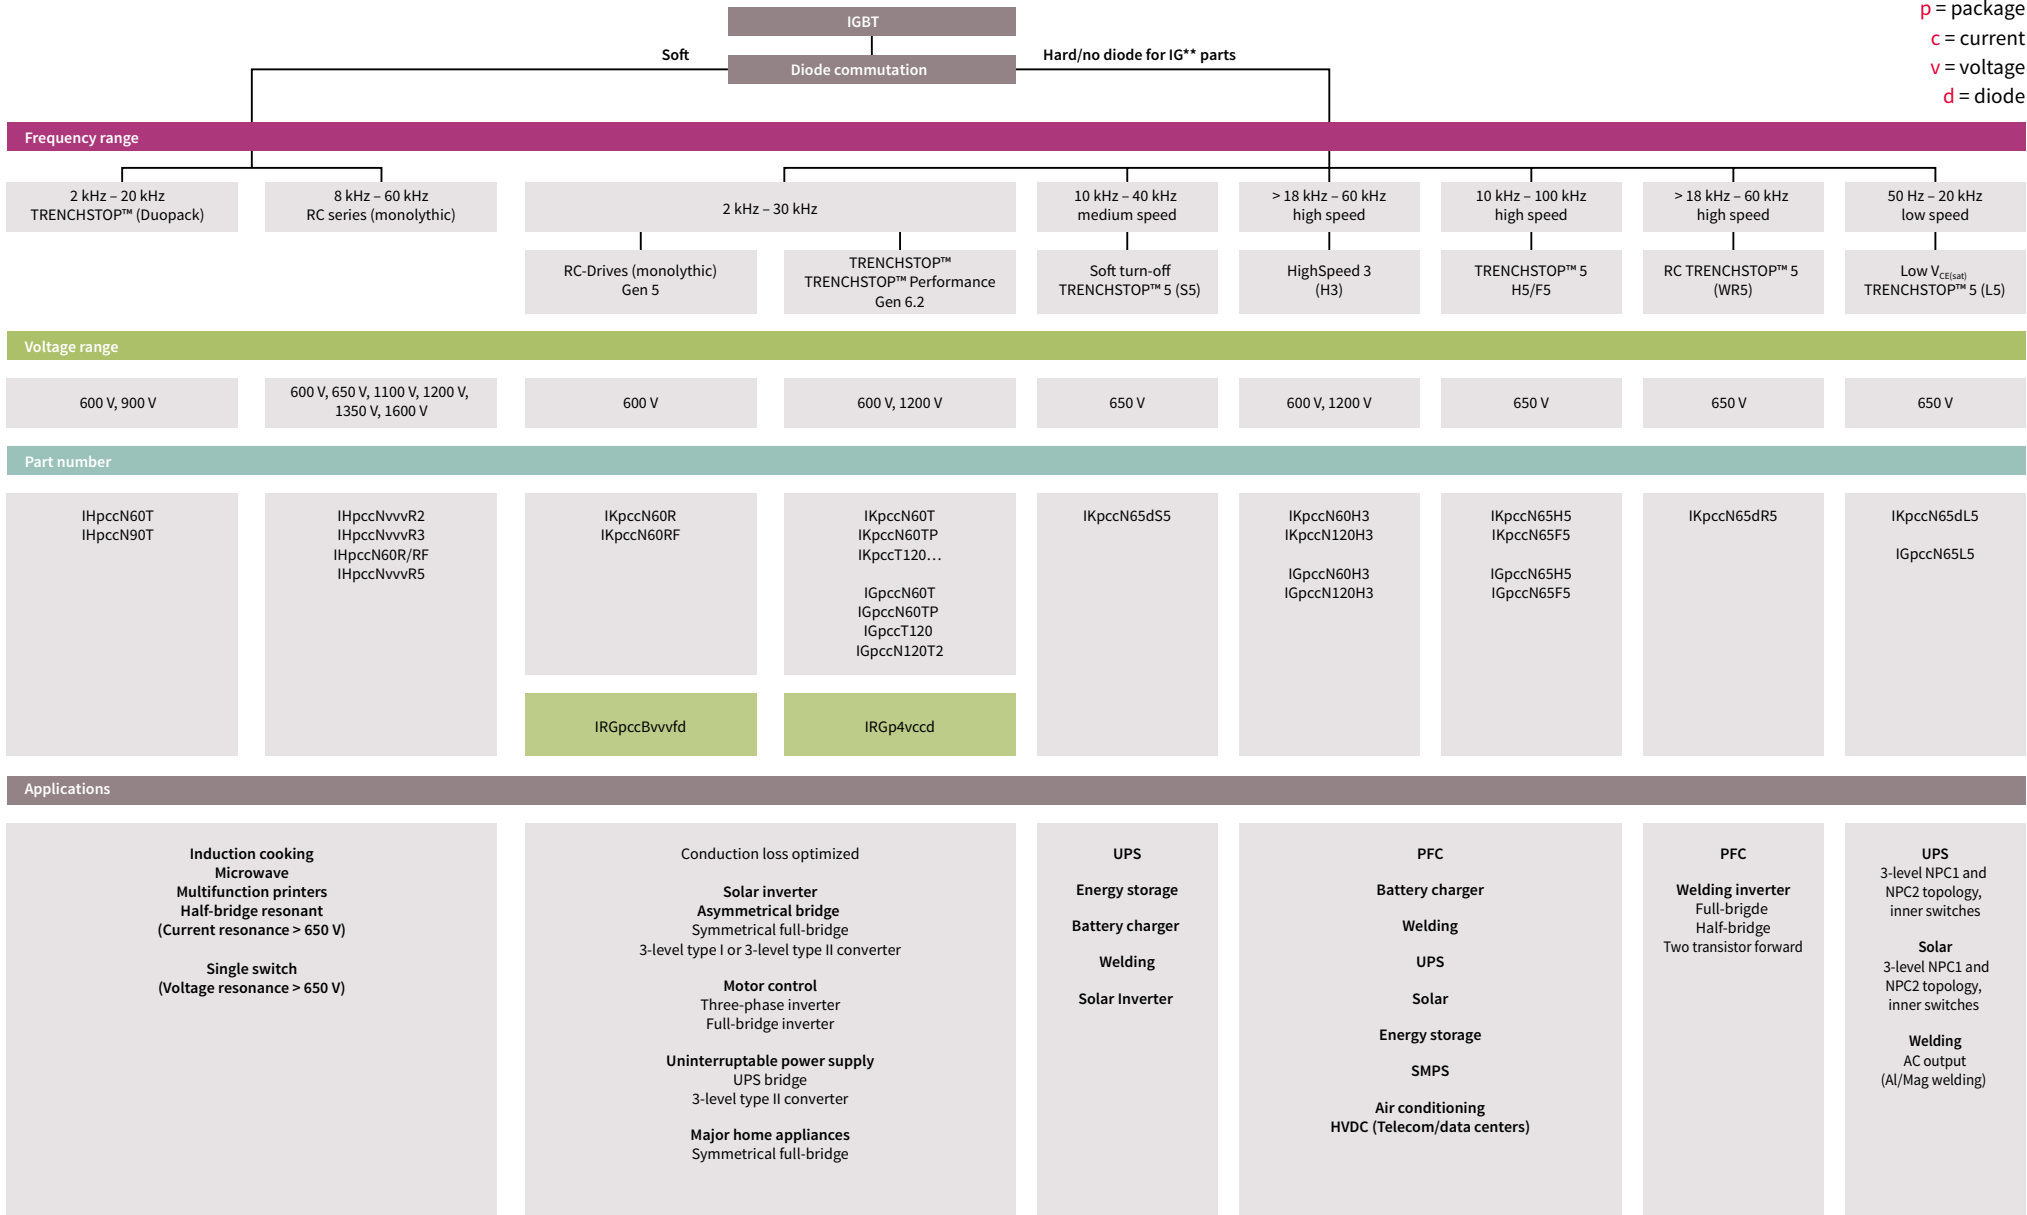 IGBT
Soft
Diode commutation
Hard/no diode for IG** parts
p = package
c = current
v = voltage
d = diode
Frequency range
2 kHz – 20 kHz
TRENCHSTOP™ (Duopack)
8 kHz – 60 kHz
RC series (monolythic)
2 kHz – 30 kHz
10 kHz – 40 kHz
medium speed
> 18 kHz – 60 kHz
high speed
10 kHz – 100 kHz
high speed
> 18 kHz – 60 kHz
high speed
50 Hz – 20 kHz
low speed
RC-Drives (monolythic)
Gen 5
TRENCHSTOP™
TRENCHSTOP™ Performance
Gen 6.2
Soft turn-off
TRENCHSTOP™ 5 (S5)
HighSpeed 3
(H3)
TRENCHSTOP™ 5
H5/F5
RC TRENCHSTOP™ 5
(WR5)
Low VCE(sat)
TRENCHSTOP™ 5 (L5)
Voltage range
600 V, 900 V
600 V, 650 V, 1100 V, 1200 V,
1350 V, 1600 V
600 V
600 V, 1200 V
650 V
600 V, 1200 V
650 V
650 V
650 V
Part number
IHpccN60T
IHpccN90T
IHpccNvvvR2
IHpccNvvvR3
IHpccN60R/RF
IHpccNvvvR5
IKpccN60R
IKpccN60RF
IRGpccBvvvfd
IKpccN60T
IKpccN60TP
IKpccT120…
IGpccN60T
IGpccN60TP
IGpccT120
IGpccN120T2
IRGp4vccd
IKpccN65dS5
IKpccN60H3
IKpccN120H3
IGpccN60H3
IGpccN120H3
IKpccN65H5
IKpccN65F5
IGpccN65H5
IGpccN65F5
IKpccN65dR5
IKpccN65dL5
IGpccN65L5
Applications
Induction cooking
Microwave
Multifunction printers
Half-bridge resonant
(Current resonance > 650 V)
Single switch
(Voltage resonance > 650 V)
Conduction loss optimized
Solar inverter
Asymmetrical bridge
Symmetrical full-bridge
3-level type I or 3-level type II converter
Motor control
Three-phase inverter
Full-bridge inverter
Uninterruptable power supply
UPS bridge
3-level type II converter
Major home appliances
Symmetrical full-bridge
UPS
Energy storage
Battery charger
Welding
Solar Inverter
PFC
Battery charger
Welding
UPS
Solar
Energy storage
SMPS
Air conditioning
HVDC (Telecom/data centers)
PFC
Welding inverter
Full-brigde
Half-bridge
Two transistor forward
UPS
3-level NPC1 and
NPC2 topology,
inner switches
Solar
3-level NPC1 and
NPC2 topology,
inner switches
Welding
AC output
(Al/Mag welding)